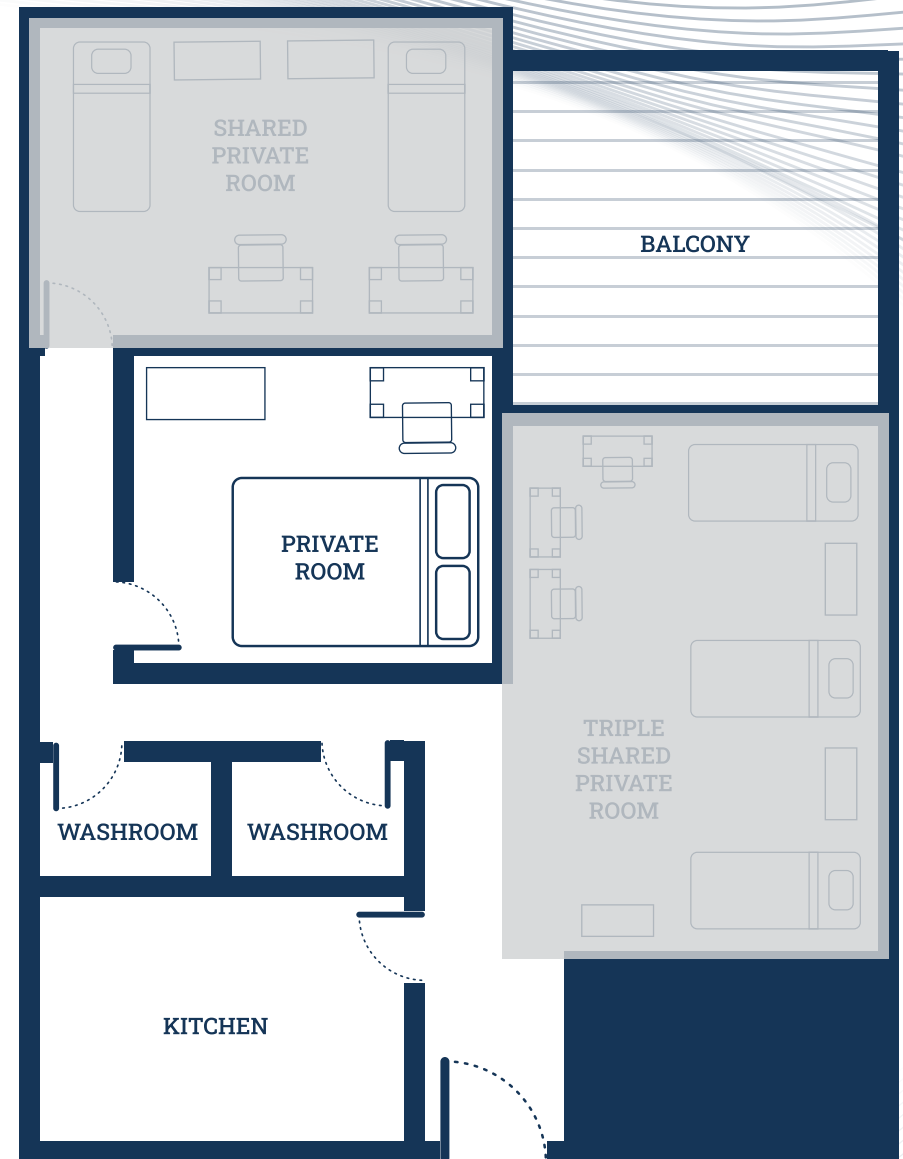 SHARED
PRIVATE
ROOM
BALCONY
PRIVATE
ROOM
TRIPLE
SHARED
PRIVATE
ROOM
WASHROOM
WASHROOM
KITCHEN